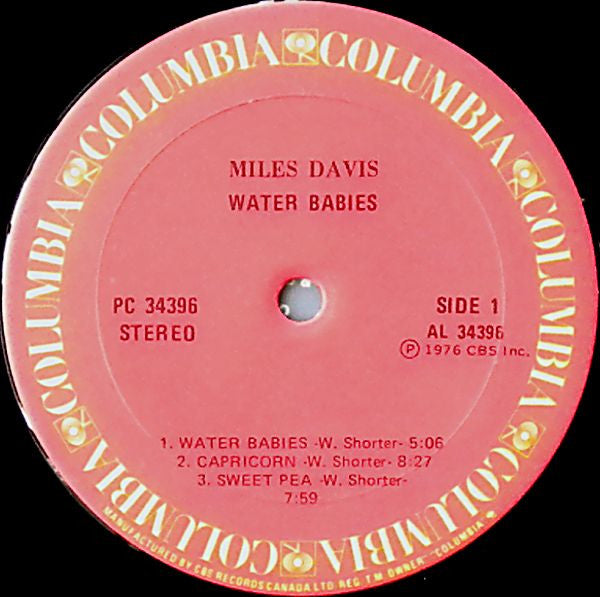 COLUMBIA COLUMBIA COLUMBIA COLUMBIA COLUMBIA COLUMBIA COLUMBIA
MILES DAVIS
WATER BABIES
PC 34396
STEREO
SIDE 1
AL 34396
Ⓟ 1976 CBS Inc.
1. WATER BABIES -W. Shorter- 5:06
2. CAPRICORN -W. Shorter- 8:27
3. SWEET PEA -W. Shorter-
7:59
MANUFACTURED BY CBS RECORDS CANADA LTD. REG. T.M. OWNER "COLUMBIA"